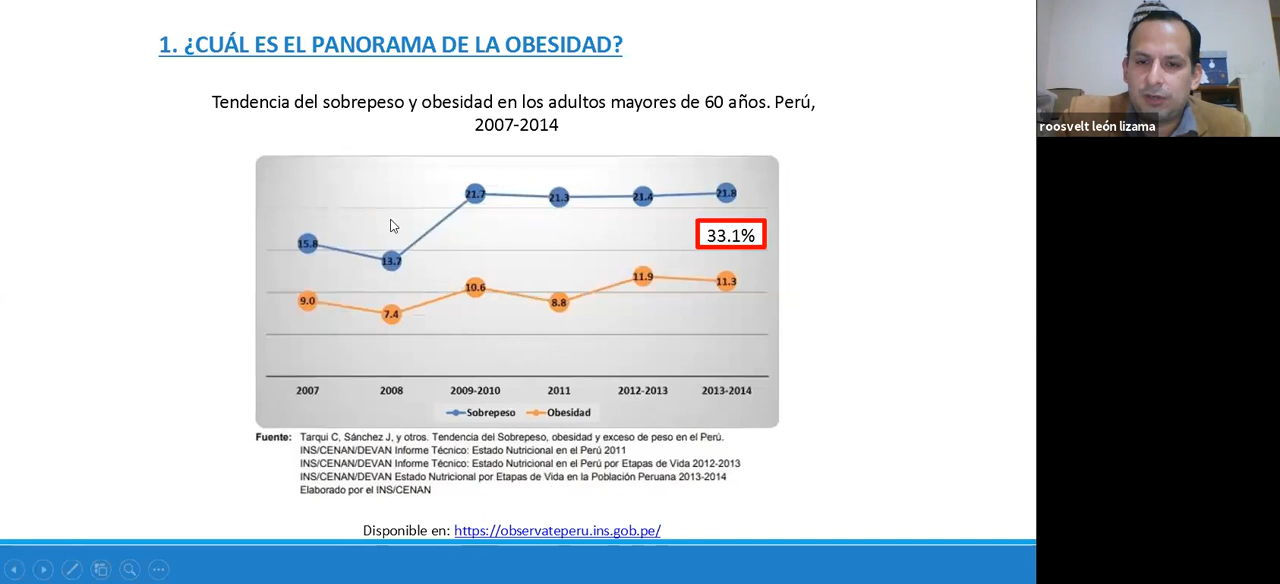 1. ¿CUÁL ES EL PANORAMA DE LA OBESIDAD?
Tendencia del sobrepeso y obesidad en los adultos mayores de 60 años. Perú,
2007-2014
21.7
21.3
21.4
21.8
15.8
13.7
33.1%
9.0
7.4
10.6
8.8
11.9
11.3
2007 2008 2009-2010 2011 2012-2013 2013-2014
Sobrepeso Obesidad
Fuente: Tarqui C, Sánchez J, y otros. Tendencia del Sobrepeso, obesidad y exceso de peso en el Perú.
INS/CENAN/DEVAN Informe Técnico: Estado Nutricional en el Perú 2011
INS/CENAN/DEVAN Informe Técnico: Estado Nutricional en el Perú por Etapas de Vida 2012-2013
INS/CENAN/DEVAN Estado Nutricional por Etapas de Vida en la Población Peruana 2013-2014
Elaborado por el INS/CENAN
Disponible en: https://observateperu.ins.gob.pe/
roosvelt león lizama